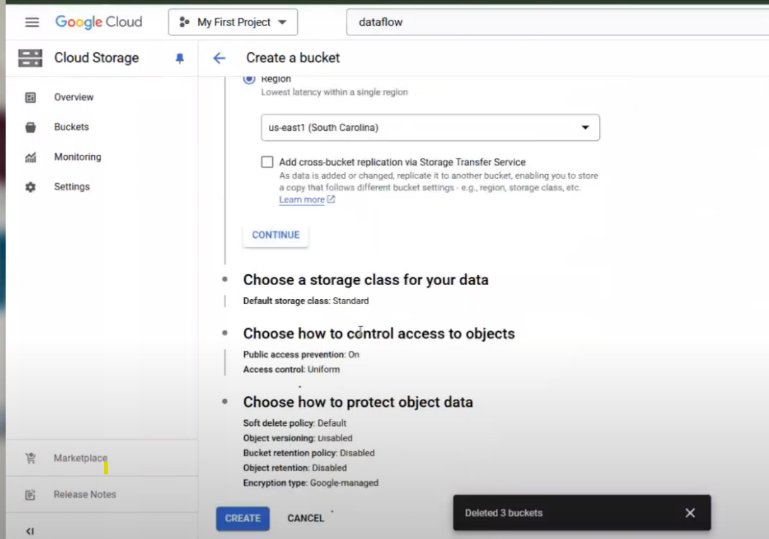 Google Cloud
My First Project
dataflow
Cloud Storage
Create a bucket
Overview
Buckets
Monitoring
Settings
Region
Lowest latency within a single region
us-east1 (South Carolina)
Add cross-bucket replication via Storage Transfer Service
As data is added or changed, replicate it to another bucket, enabling you to store
a copy that follows different bucket settings - e.g., region, storage class, etc.
Learn more
CONTINUE
Choose a storage class for your data
Default storage class: Standard
Choose how to control access to objects
Public access prevention: On
Access control: Uniform
Choose how to protect object data
Soft delete policy: Default
Object versioning: Disabled
Bucket retention policy: Disabled
Object retention: Disabled
Encryption type: Google-managed
Marketplace
Release Notes
CREATE
CANCEL
Deleted 3 buckets